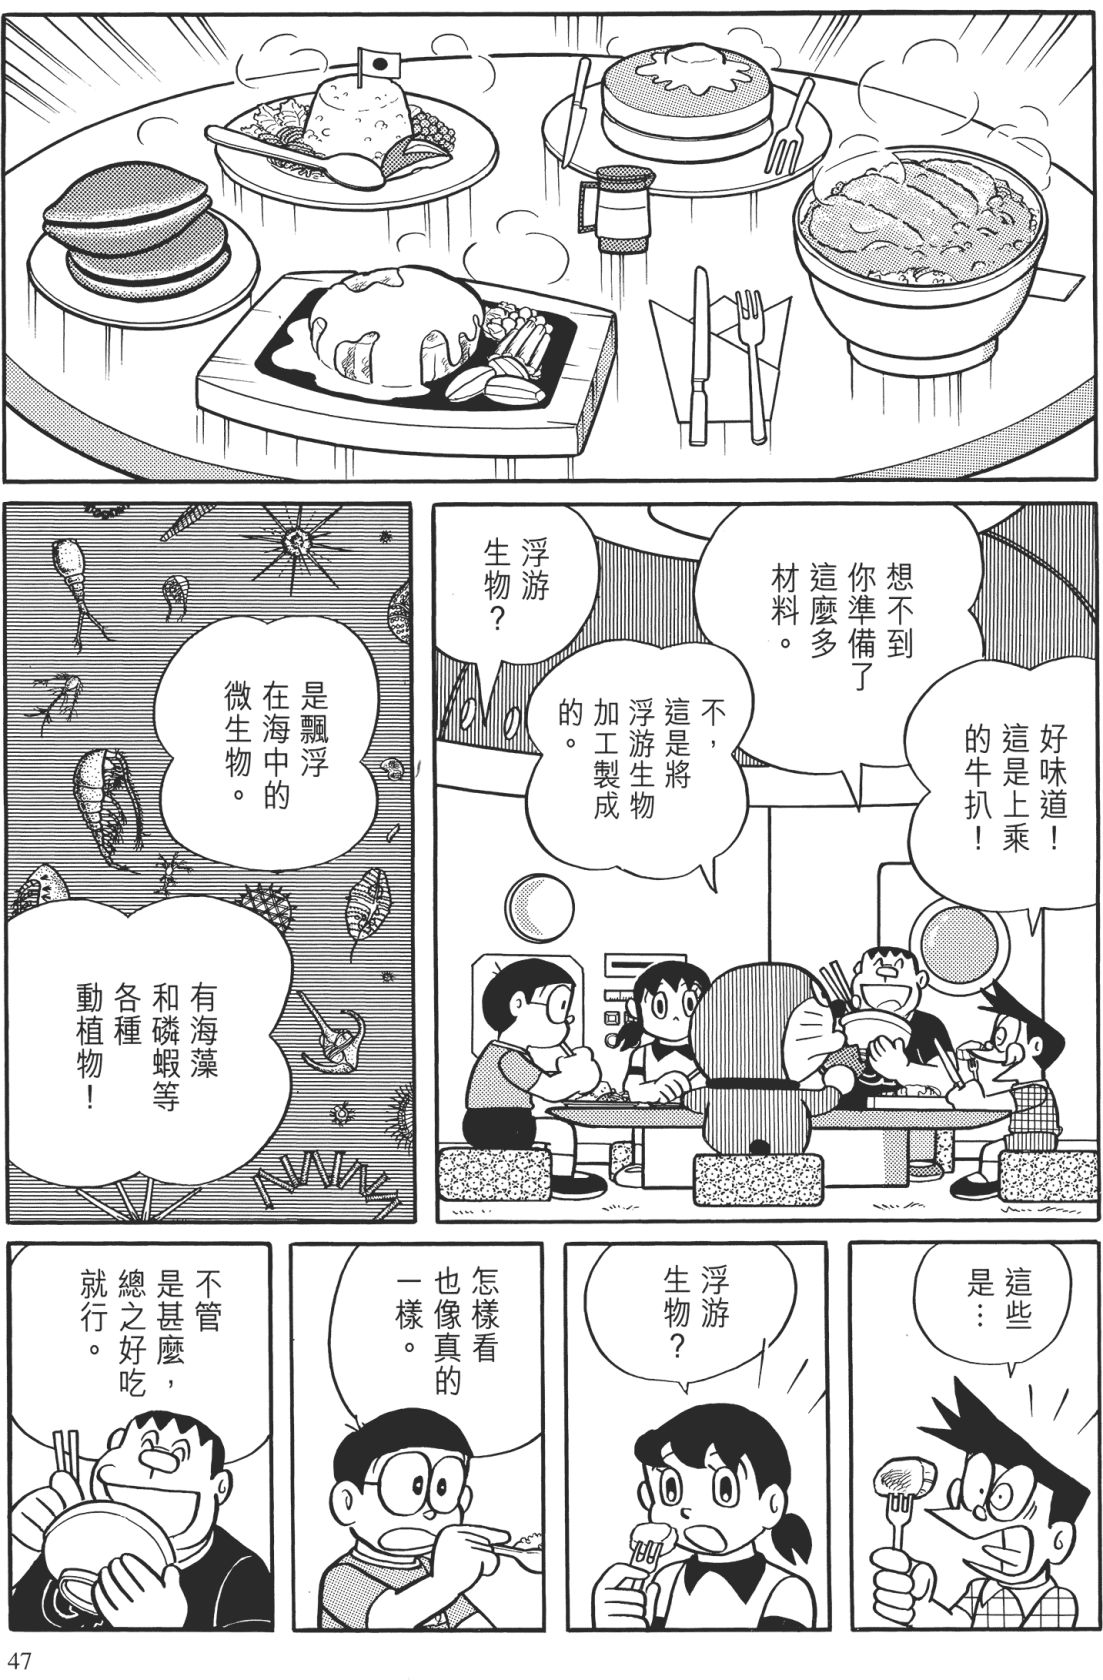 好味道！
這是上乘
的牛扒！
想不到
你準備了
這麼多
材料。
不，
這是將
浮游生物
加工製成
的。
浮游
生物？
是飄浮
在海中的
微生物。
有海藻
和磷蝦等
各種
動植物！
這些
是…
浮游
生物？
怎樣看
也像真的
一樣。
不管
是甚麼，
總之好吃
就行。
47